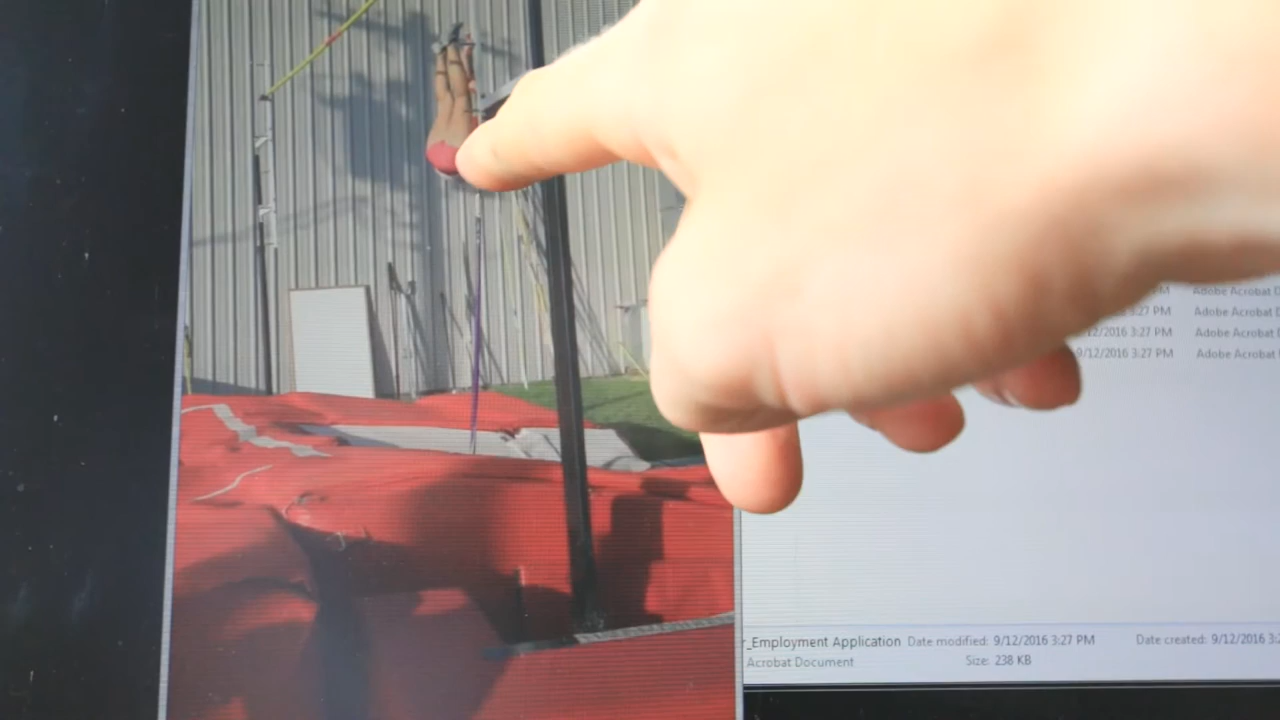 PM Adobe Acrobat D
3:27 PM Adobe Acrobat D
12/2016 3:27 PM Adobe Acrobat D
9/12/2016 3:27 PM Adobe Acrobat
r_Employment Application Date modified: 9/12/2016 3:27 PM Date created: 9/12/2016 3:2
Acrobat Document Size: 238 KB